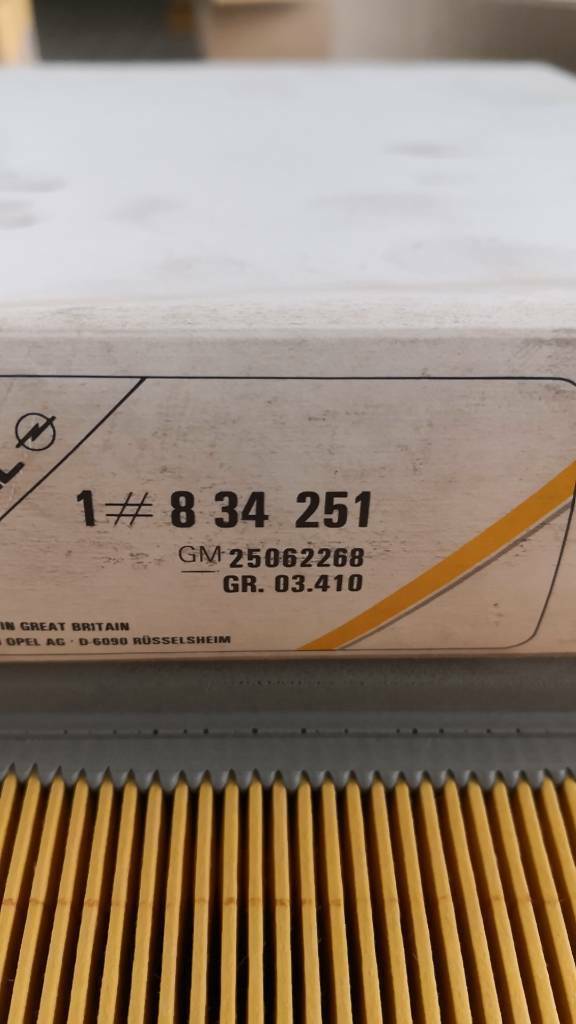 1# 8 34 251
GM 25062268
GR. 03.410
IN GREAT BRITAIN
OPEL AG · D-6090 RÜSSELSHEIM